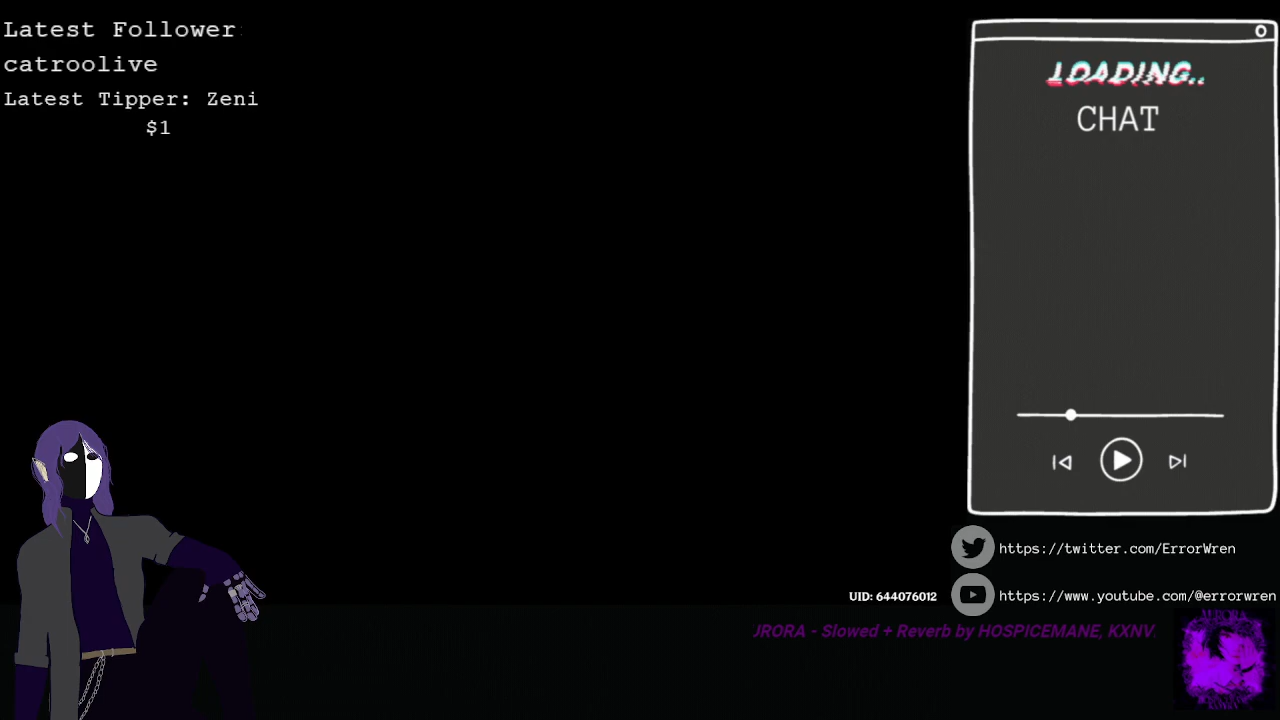 Latest Follower:
catroolive
Latest Tipper: Zeni
$1
LOADING..
CHAT
https://twitter.com/ErrorWren
UID: 644076012
https://www.youtube.com/@errorwren
JRORA - Slowed + Reverb by HOSPICEMANE, KXNV
AURORA